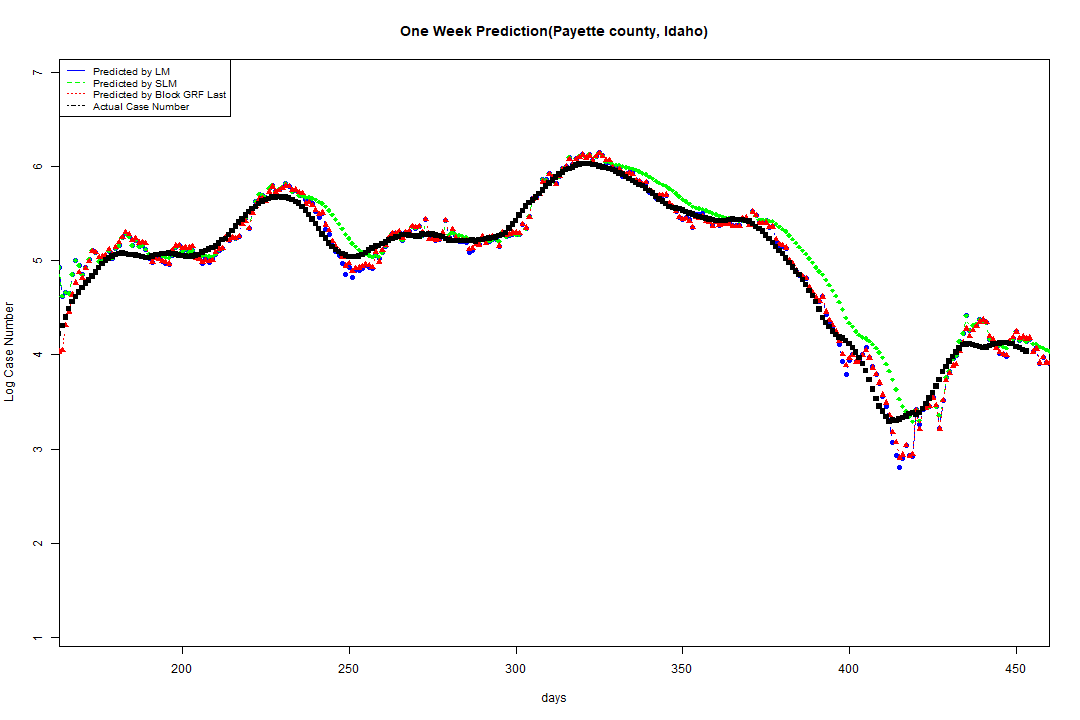 One Week Prediction(Payette county, Idaho)
Predicted by LM
Predicted by SLM
Predicted by Block GRF Last
Actual Case Number
Log Case Number
7
6
5
4
3
2
1
200 250 300 350 400 450
days